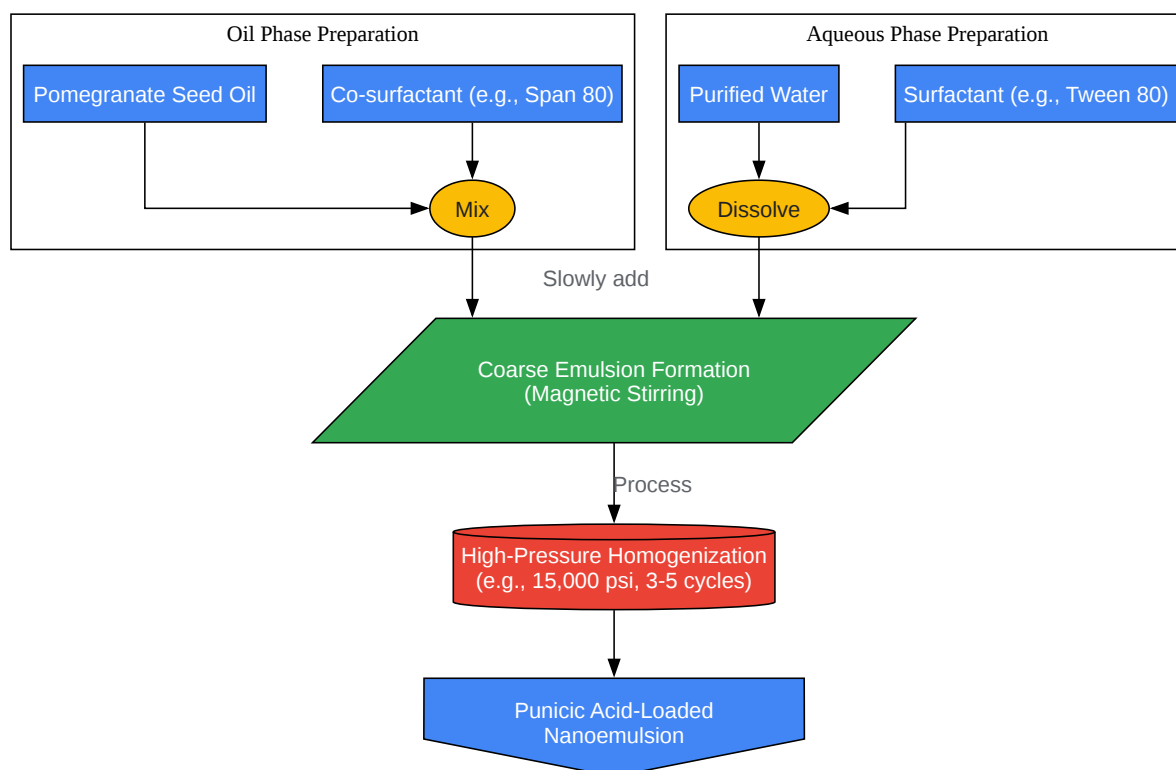 Oil Phase Preparation
Aqueous Phase Preparation
Pomegranate Seed Oil
Co-surfactant (e.g., Span 80)
Purified Water
Surfactant (e.g., Tween 80)
Mix
Dissolve
Slowly add
Coarse Emulsion Formation
(Magnetic Stirring)
Process
High-Pressure Homogenization
(e.g., 15,000 psi, 3-5 cycles)
Punicic Acid-Loaded
Nanoemulsion